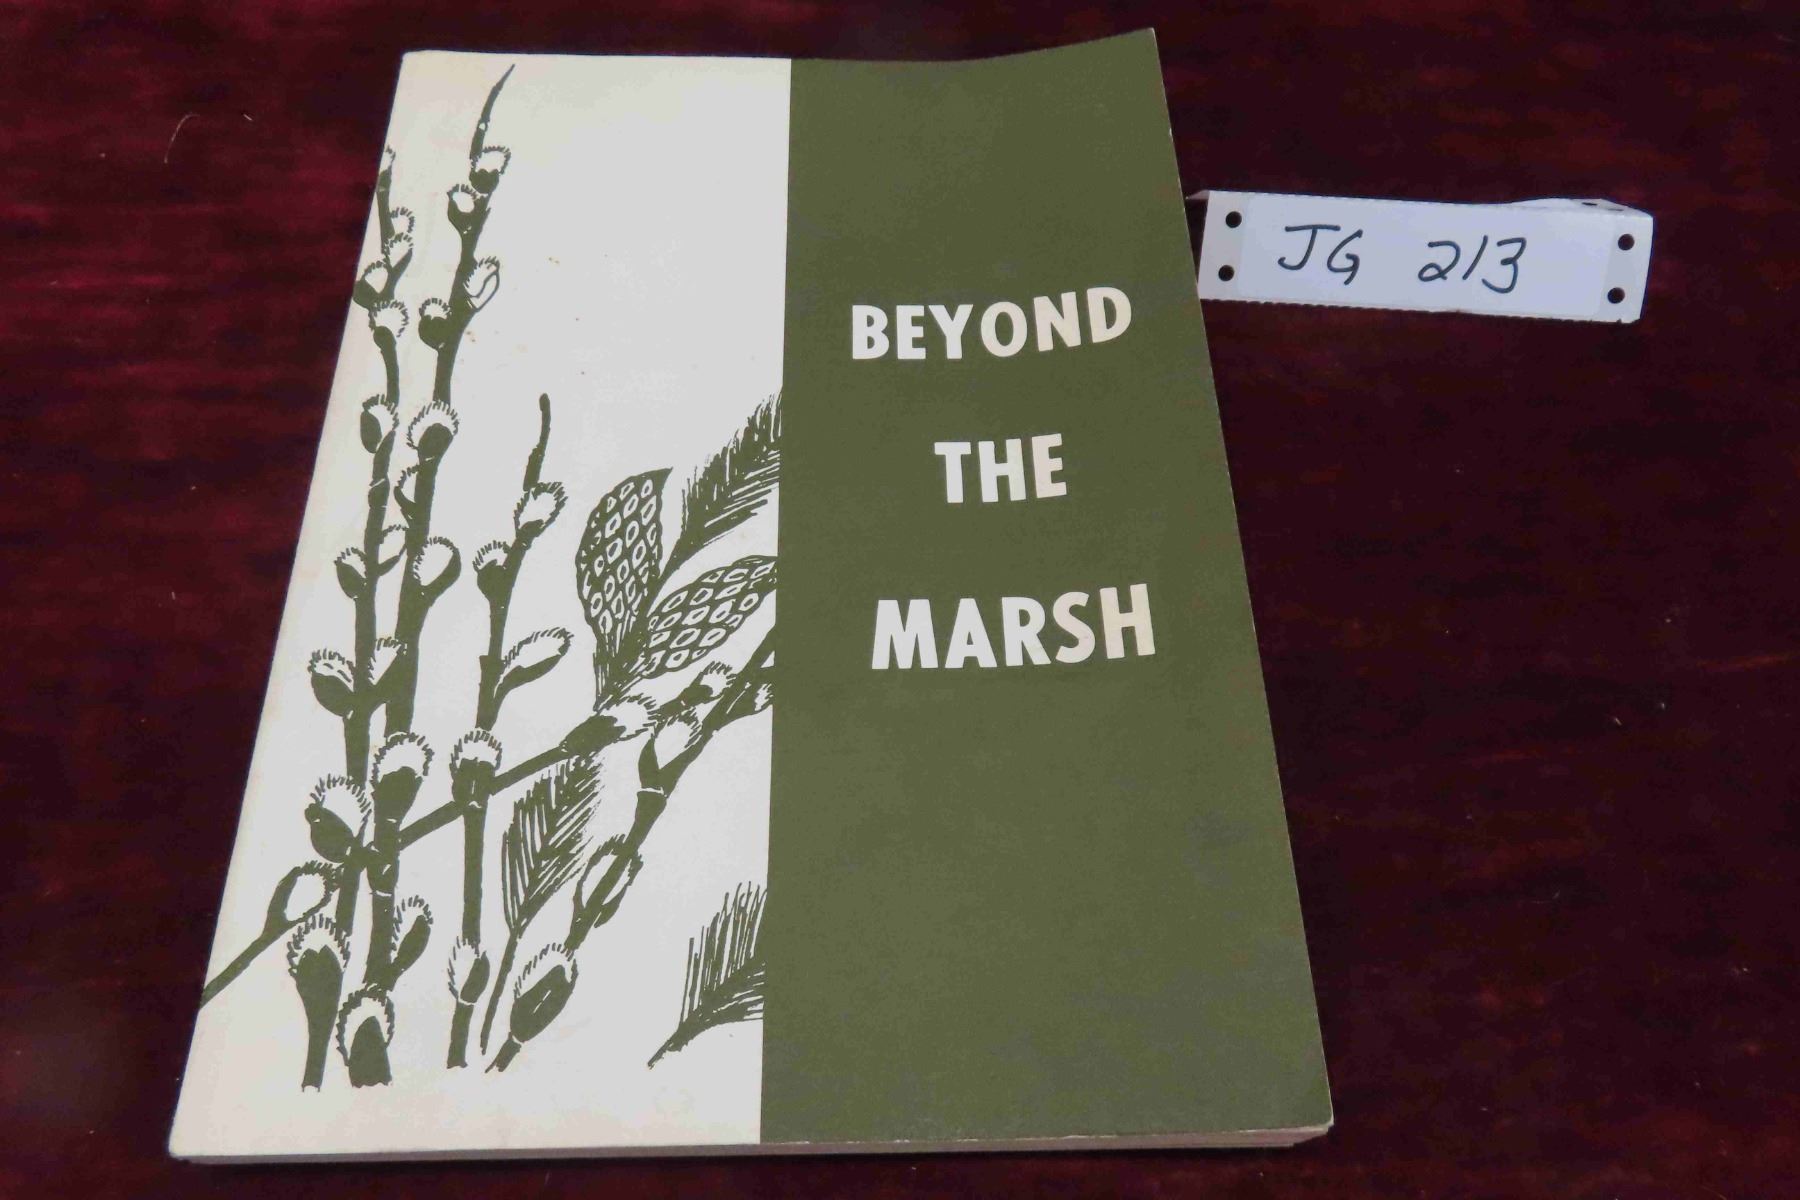 BEYOND
THE
MARSH
JG 213